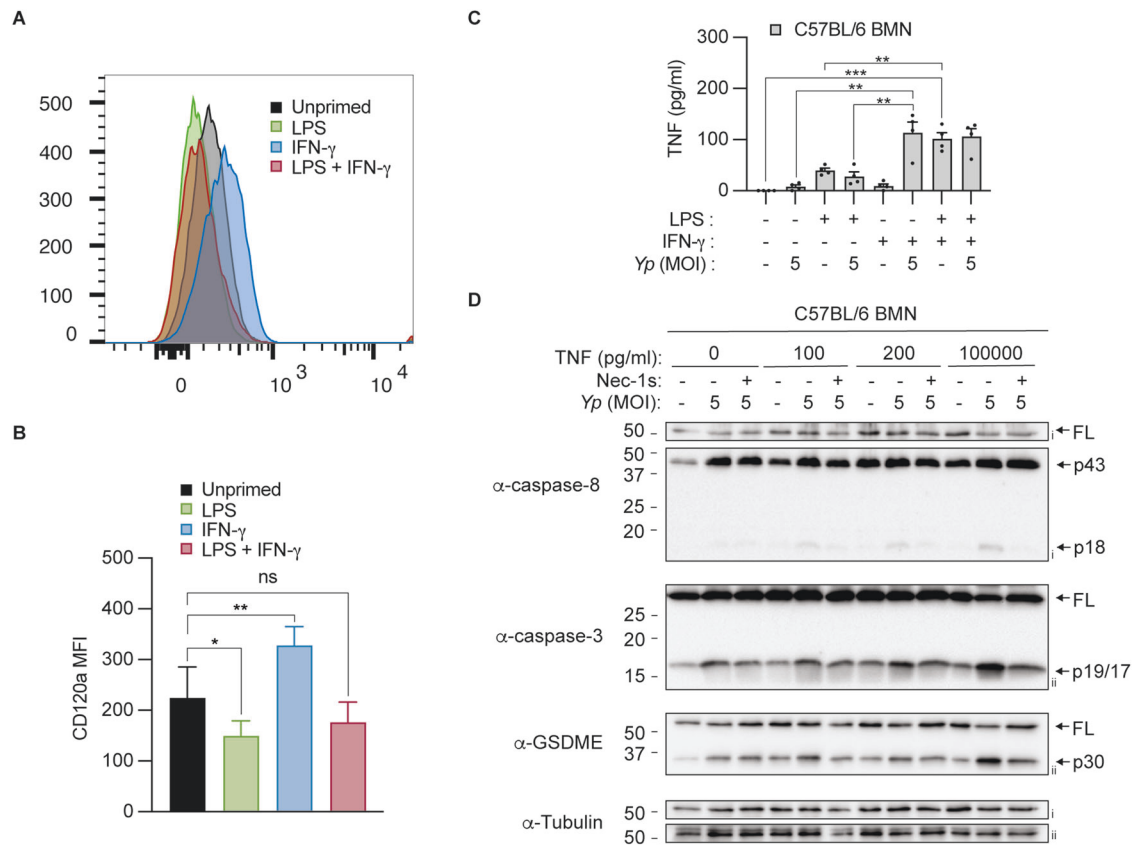 A
500
400
300
200
100
0
0
10 3
10 4
Unprimed
LPS
IFN-γ
LPS + IFN-γ
B
Unprimed
LPS
IFN-γ
LPS + IFN-γ
CD120a MFI
500
400
300
200
100
0
ns
**
*
C
C57BL/6 BMN
TNF (pg/ml)
300
200
100
0
**
***
**
**
LPS : - - + + - - + +
IFN-γ : - - - - + + + +
Yp (MOI) : - 5 - 5 - 5 - 5
D
C57BL/6 BMN
TNF (pg/ml): 0 100 200 100000
Nec-1s: - - + - - + - - + - - +
Yp (MOI): - 5 5 - 5 5 - 5 5 - 5 5
50 FL
i
α-caspase-8
50 p43
37
25
20
p18
i
α-caspase-3
FL
25
20
15 p19/17
ii
α-GSDME
50 FL
37 p30
ii
α-Tubulin
50 i
50 ii